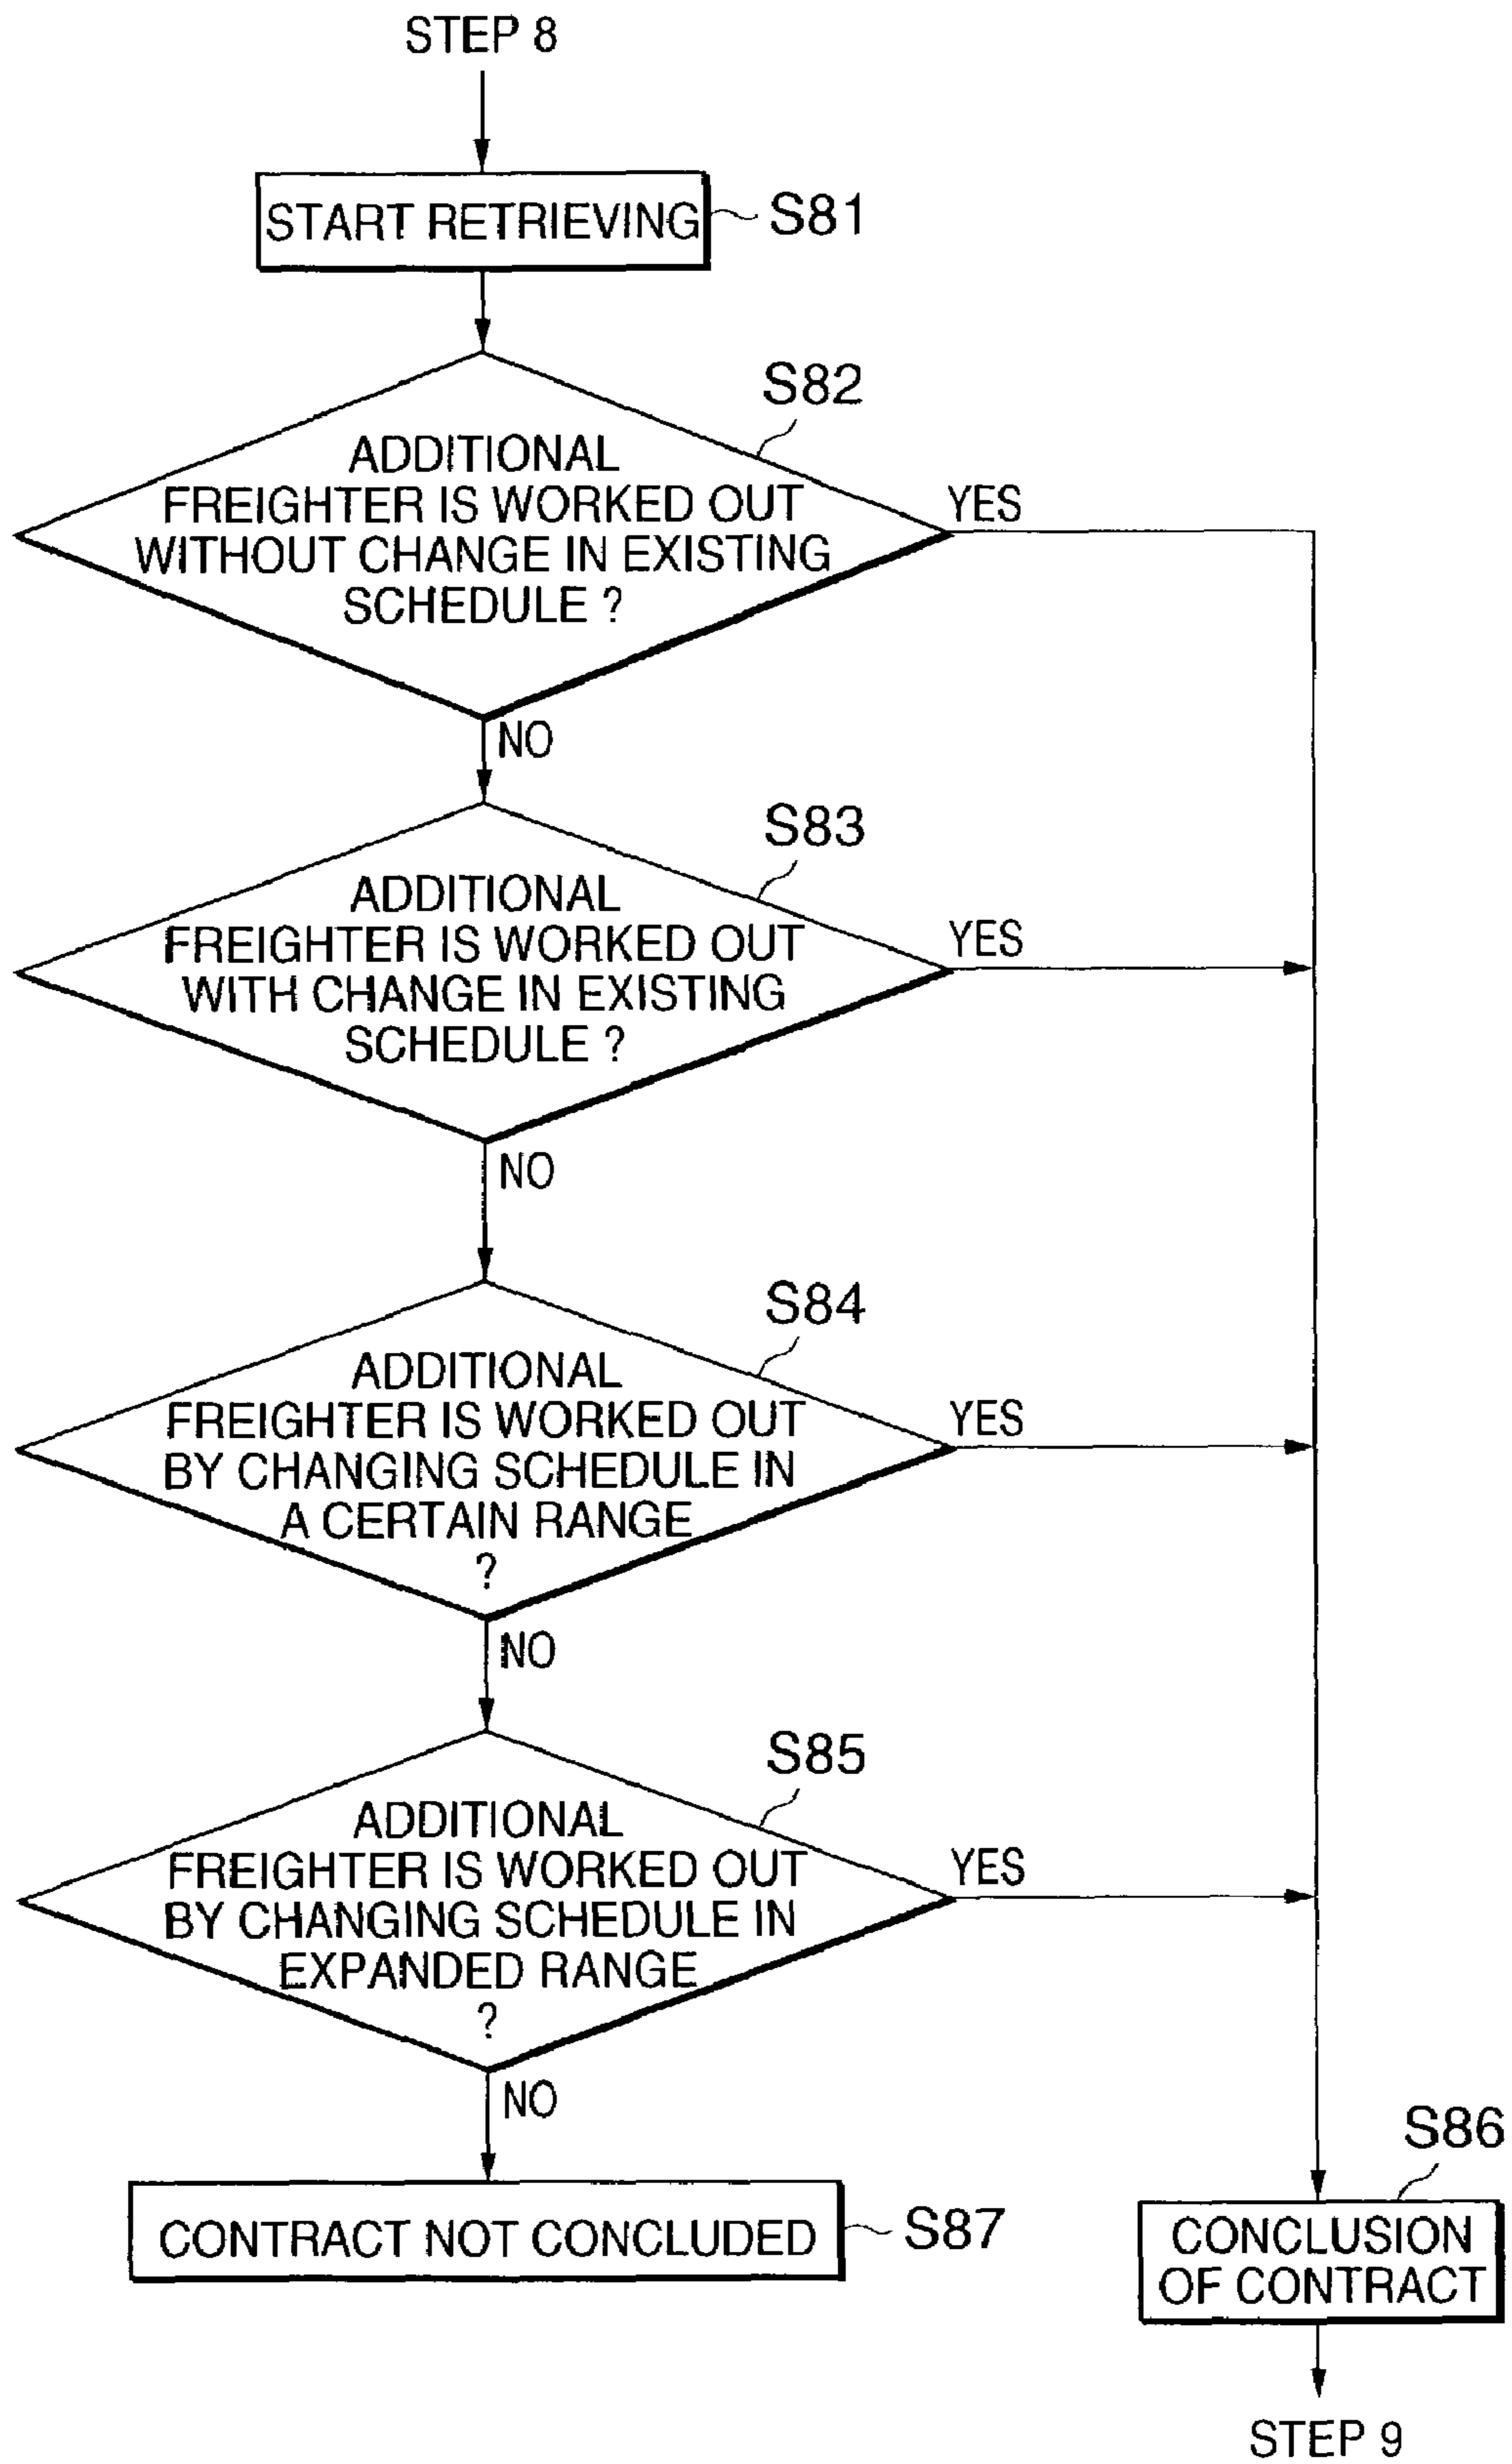 STEP 8
START RETRIEVING
S81
S82
ADDITIONAL
FREIGHTER IS WORKED OUT
WITHOUT CHANGE IN EXISTING
SCHEDULE ?
YES
NO
S83
ADDITIONAL
FREIGHTER IS WORKED OUT
WITH CHANGE IN EXISTING
SCHEDULE ?
YES
NO
S84
ADDITIONAL
FREIGHTER IS WORKED OUT
BY CHANGING SCHEDULE IN
A CERTAIN RANGE
?
YES
NO
S85
ADDITIONAL
FREIGHTER IS WORKED OUT
BY CHANGING SCHEDULE IN
EXPANDED RANGE
?
YES
NO
CONTRACT NOT CONCLUDED
S87
S86
CONCLUSION
OF CONTRACT
STEP 9